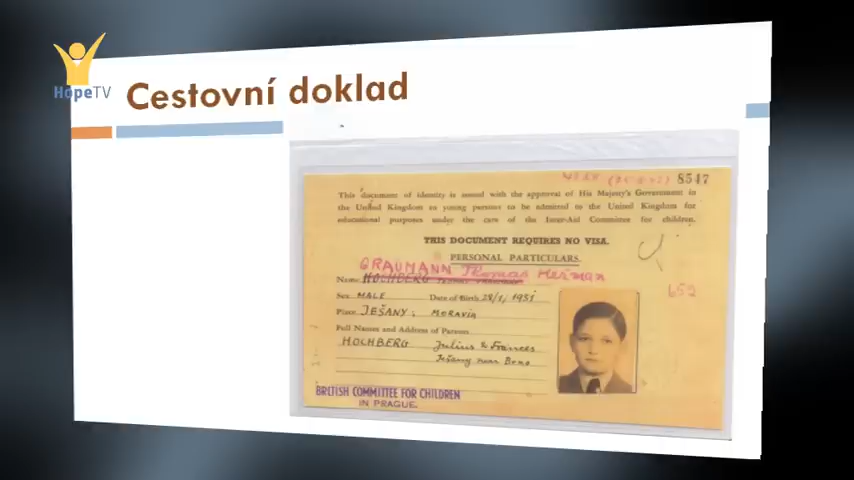 HopeTV
Cestovní doklad
8547
This document of identity is issued with the approval of His Majesty's Government in
the United Kingdom to young persons to be admitted to the United Kingdom for
educational purposes under the care of the Inter-Aid Committee for children.
THIS DOCUMENT REQUIRES NO VISA.
PERSONAL PARTICULARS.
GRAUMANN Thomas Heřman
Name HOCHBERG
652
Sex MALE Date of Birth 28/1/1931
Place JEŠANY, MORAVIA
Full Names and Address of Parents
HOCHBERG Julius & Frances
Ješany near Brno
BRITISH COMMITTEE FOR CHILDREN
IN PRAGUE.